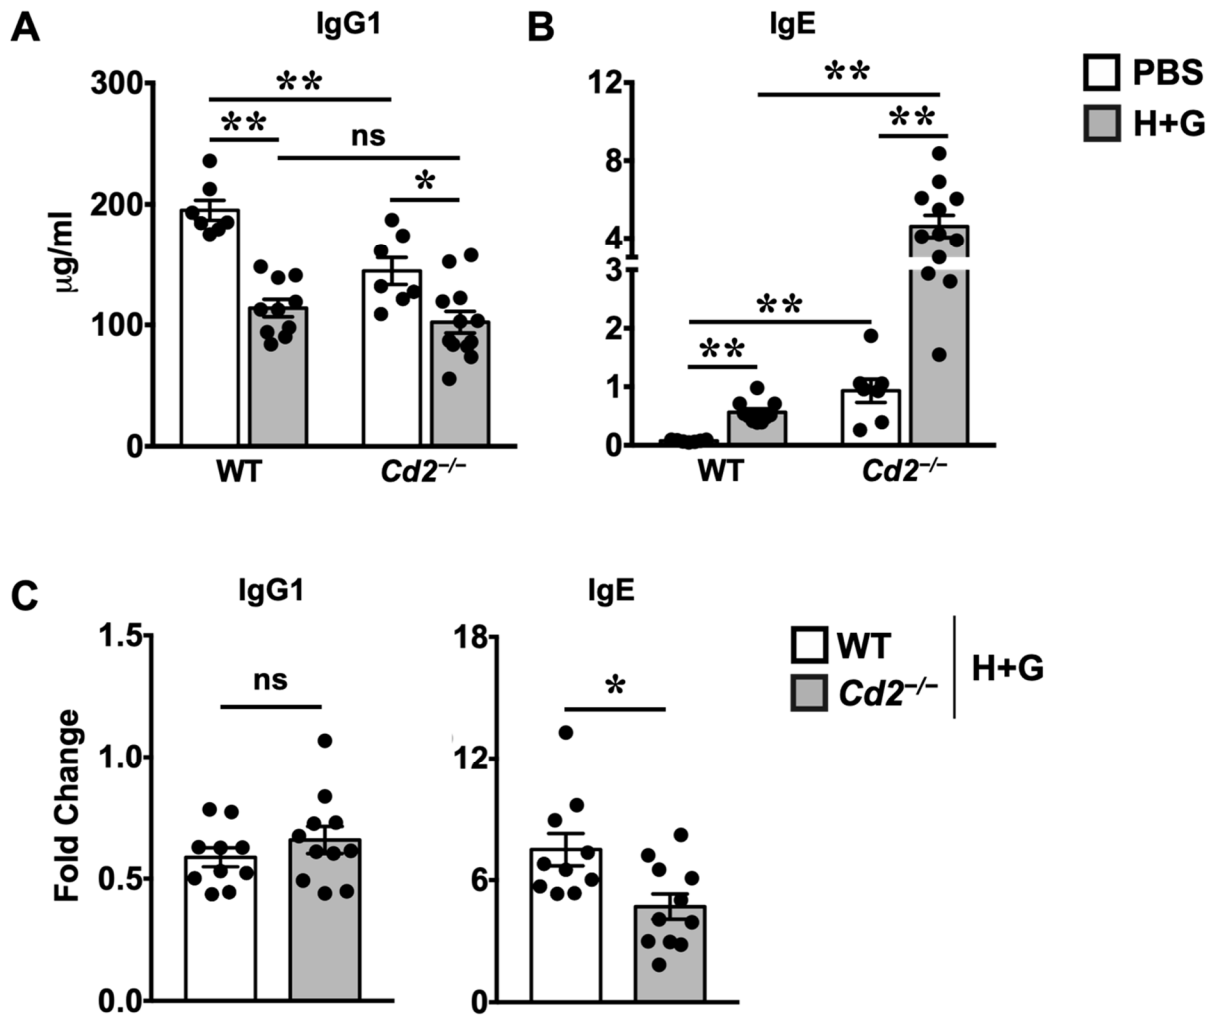 A
IgG1
B
IgE
PBS
H+G
µg/ml
300
200
100
0
**
**
ns
*
WT
Cd2−/−
12
8
4
3
2
1
0
**
**
**
**
WT
Cd2−/−
C
IgG1
IgE
WT
Cd2−/−
H+G
Fold Change
1.5
1.0
0.5
0.0
ns
18
12
6
0
*